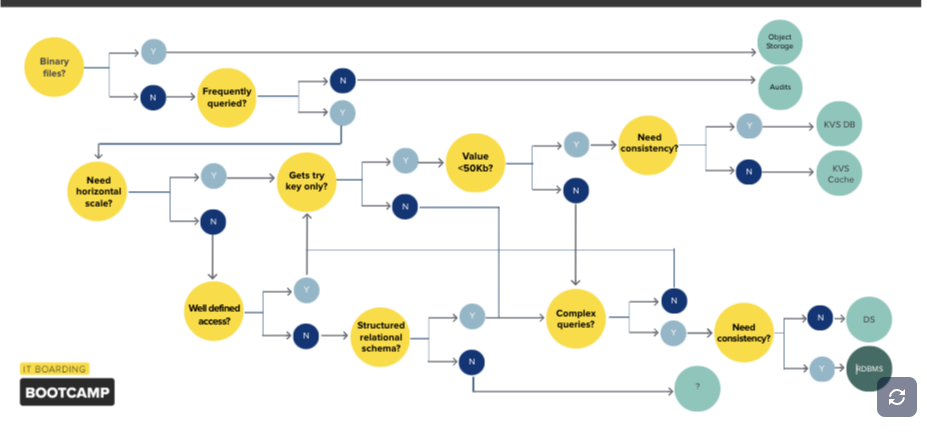 Object
Storage
Binary
files?
Y
Audits
N
Frequently
queried?
N
Y
KVS DB
Y
Need
consistency?
Y
Value
<50Kb?
Y
KVS
Cache
N
N
N
Gets try
key only?
Y
Need
horizontal
scale?
N
Well defined
access?
Y
N
Structured
relational
schema?
Y
N
Complex
queries?
N
Y
Need
consistency?
N
DS
Y
RDBMS
?
IT BOARDING
BOOTCAMP